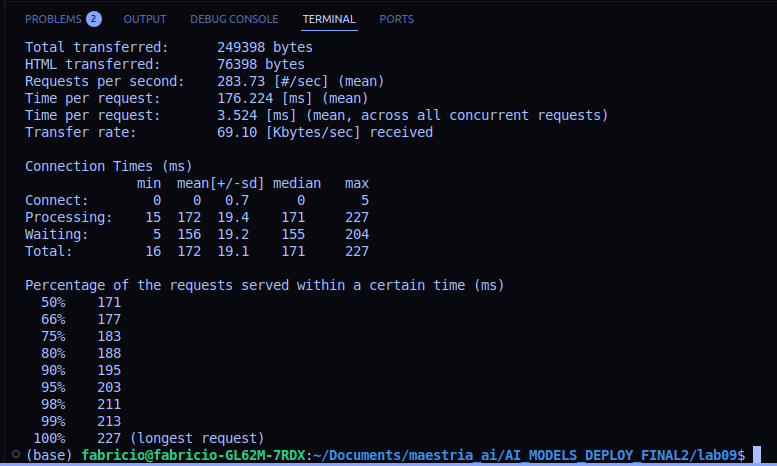 PROBLEMS 2 OUTPUT DEBUG CONSOLE TERMINAL PORTS
Total transferred: 249398 bytes
HTML transferred: 76398 bytes
Requests per second: 283.73 [#/sec] (mean)
Time per request: 176.224 [ms] (mean)
Time per request: 3.524 [ms] (mean, across all concurrent requests)
Transfer rate: 69.10 [Kbytes/sec] received
Connection Times (ms)
min mean[+/-sd] median max
Connect: 0 0 0.7 0 5
Processing: 15 172 19.4 171 227
Waiting: 5 156 19.2 155 204
Total: 16 172 19.1 171 227
Percentage of the requests served within a certain time (ms)
50% 171
66% 177
75% 183
80% 188
90% 195
95% 203
98% 211
99% 213
100% 227 (longest request)
(base) fabricio@fabricio-GL62M-7RDX:~/Documents/maestria_ai/AI_MODELS_DEPLOY_FINAL2/lab09$